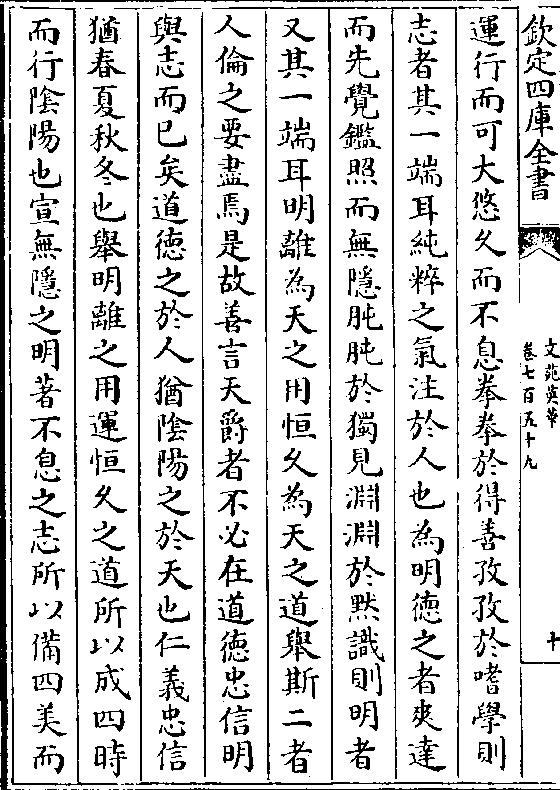 欽定四庫全書
文苑英華
卷七百五十九
十
運行而可大悠久而不息拳拳於得善孜孜於嗜學則
志者其一端耳純粹之氣注於人也為明德之者爽達
而先覺鑑照而無隱肫肫於獨見淵淵於默識則明者
又其一端耳明離為天之用恒久為天之道舉斯二者
人倫之要盡焉是故善言天爵者不必在道德忠信明
與志而已矣道德之於人猶陰陽之於天也仁義忠信
猶春夏秋冬也舉明離之用運恒久之道所以成四時
而行陰陽也宣無隱之明著不息之志所以備四美而